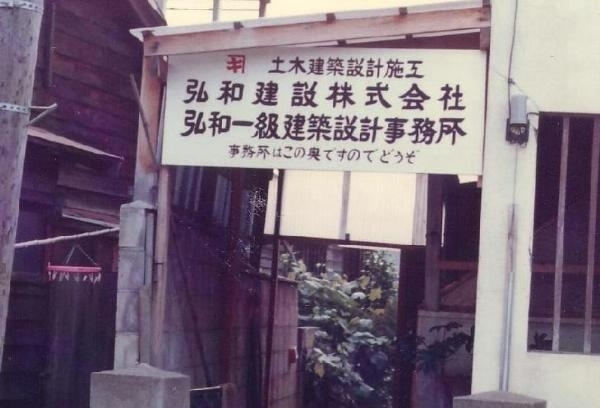 土木建築設計施工
弘和建設株式会社
弘和一級建築設計事務所
事務所はこの奥ですのでどうぞ